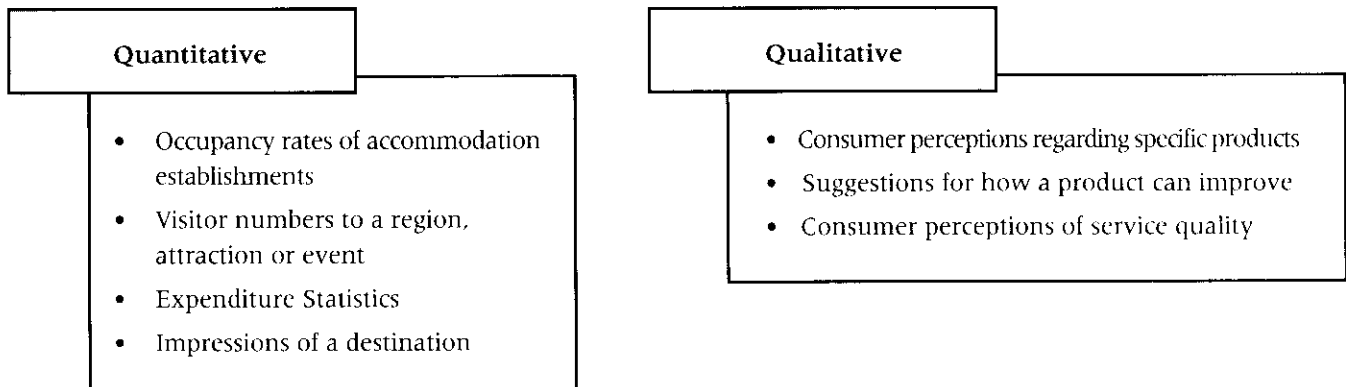 Quantitative
• Occupancy rates of accommodation
establishments
• Visitor numbers to a region,
attraction or event
• Expenditure Statistics
• Impressions of a destination
Qualitative
• Consumer perceptions regarding specific products
• Suggestions for how a product can improve
• Consumer perceptions of service quality